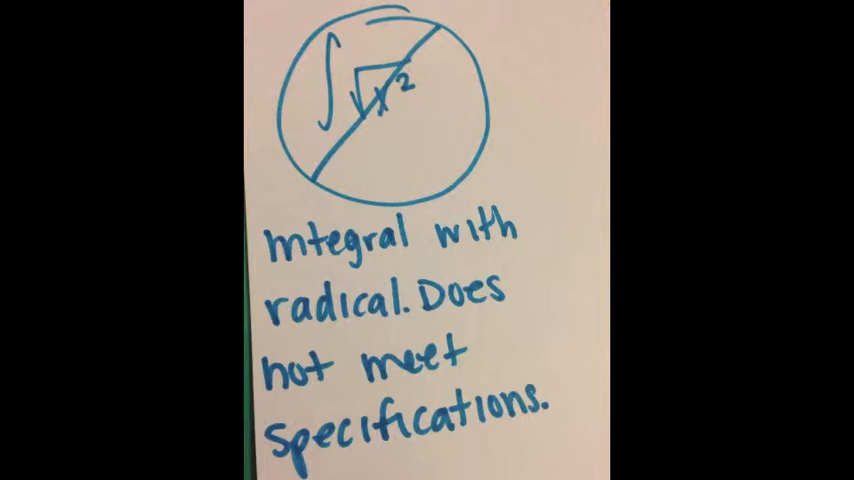 ∫√x²
Integral with
radical. Does
not meet
specifications.